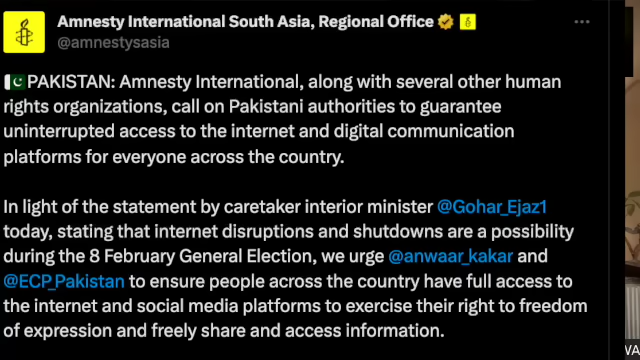 Amnesty International South Asia, Regional Office
@amnestysasia
PAKISTAN: Amnesty International, along with several other human
rights organizations, call on Pakistani authorities to guarantee
uninterrupted access to the internet and digital communication
platforms for everyone across the country.
In light of the statement by caretaker interior minister @Gohar_Ejaz1
today, stating that internet disruptions and shutdowns are a possibility
during the 8 February General Election, we urge @anwaar_kakar and
@ECP_Pakistan to ensure people across the country have full access to
the internet and social media platforms to exercise their right to freedom
of expression and freely share and access information.